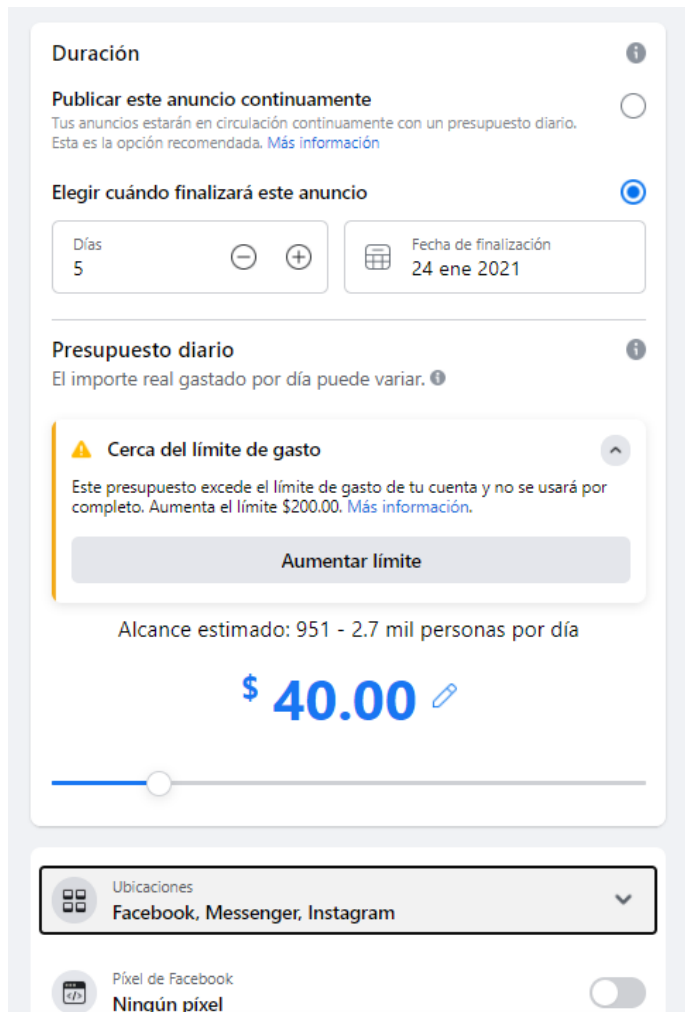 Duración
Publicar este anuncio continuamente
Tus anuncios estarán en circulación continuamente con un presupuesto diario.
Esta es la opción recomendada. Más información
Elegir cuándo finalizará este anuncio
Días
5
Fecha de finalización
24 ene 2021
Presupuesto diario
El importe real gastado por día puede variar.
Cerca del límite de gasto
Este presupuesto excede el límite de gasto de tu cuenta y no se usará por
completo. Aumenta el límite $200.00. Más información.
Aumentar límite
Alcance estimado: 951 - 2.7 mil personas por día
$ 40.00
Ubicaciones
Facebook, Messenger, Instagram
Píxel de Facebook
Ningún píxel